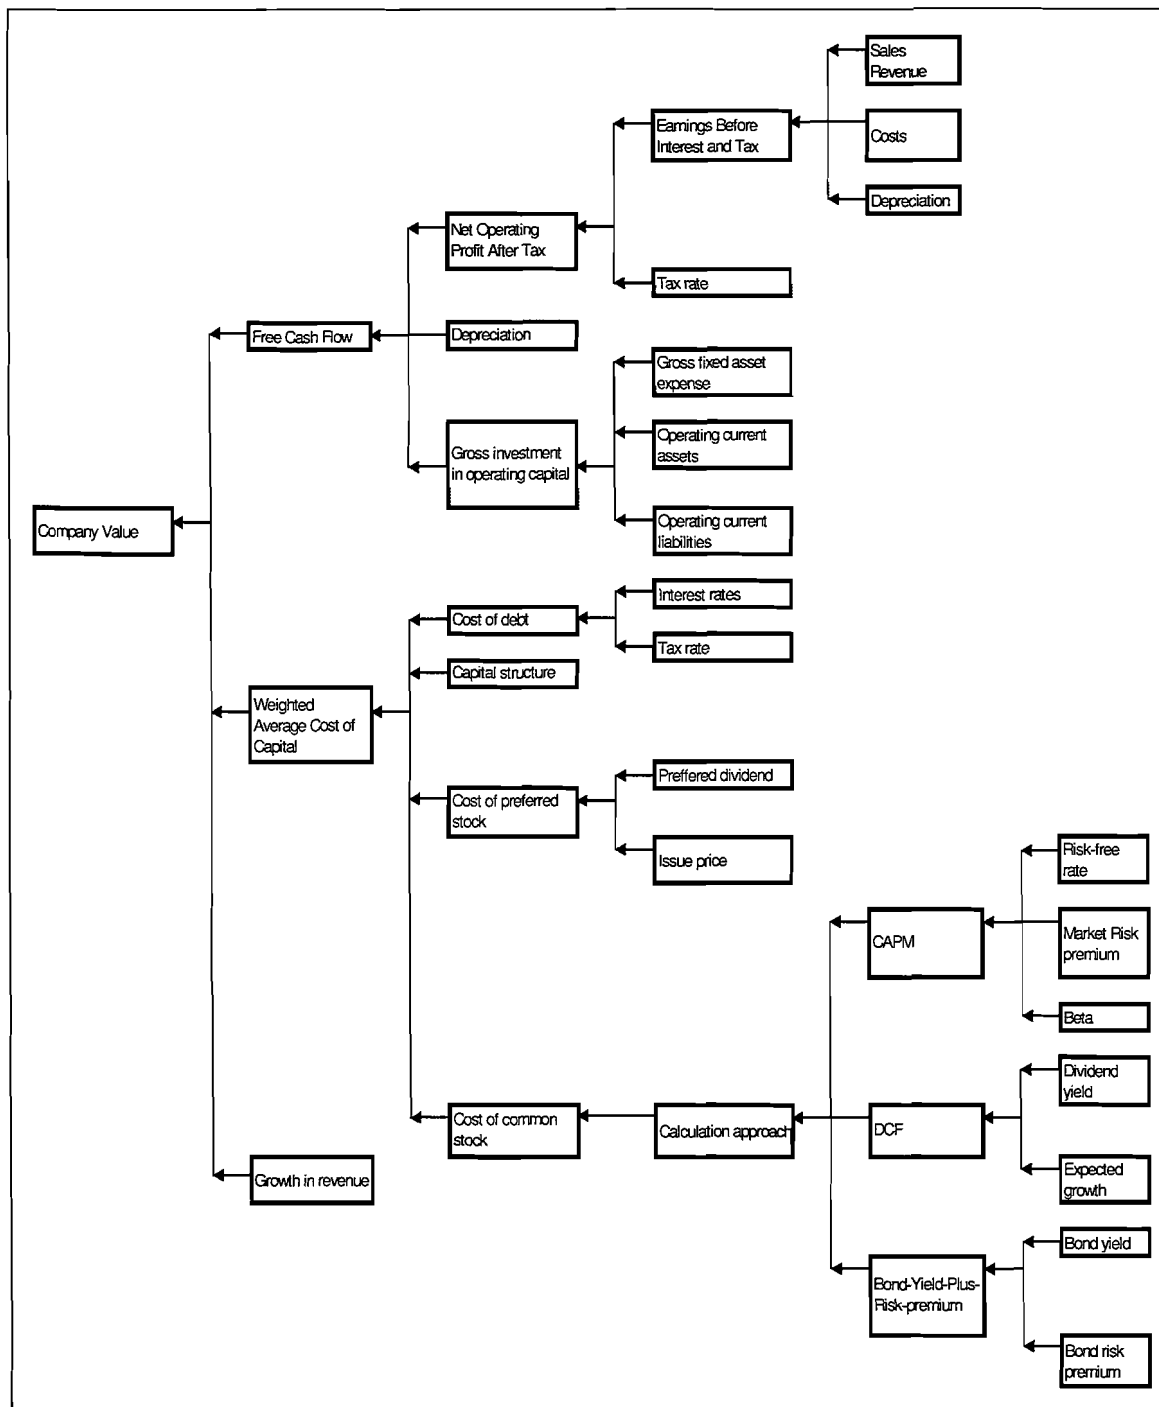 Sales
Revenue
Earnings Before
Interest and Tax
Costs
Depreciation
Net Operating
Profit After Tax
Tax rate
Free Cash Flow
Depreciation
Gross fixed asset
expense
Gross investment
in operating capital
Operating current
assets
Operating current
liabilities
Company Value
Cost of debt
Interest rates
Tax rate
Capital structure
Weighted
Average Cost of
Capital
Cost of preferred
stock
Preffered dividend
Issue price
Risk-free
rate
CAPM
Market Risk
premium
Beta
Dividend
yield
Cost of common
stock
Calculation approach
DCF
Growth in revenue
Expected
growth
Bond yield
Bond-Yield-Plus-
Risk-premium
Bond risk
premium